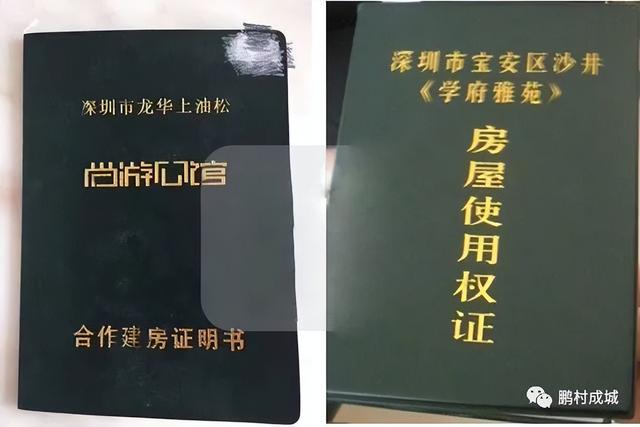 深圳市龙华上油松
尚游公馆
合作建房证明书
深圳市宝安区沙井
《学府雅苑》
房屋使用权证
鹏村成城